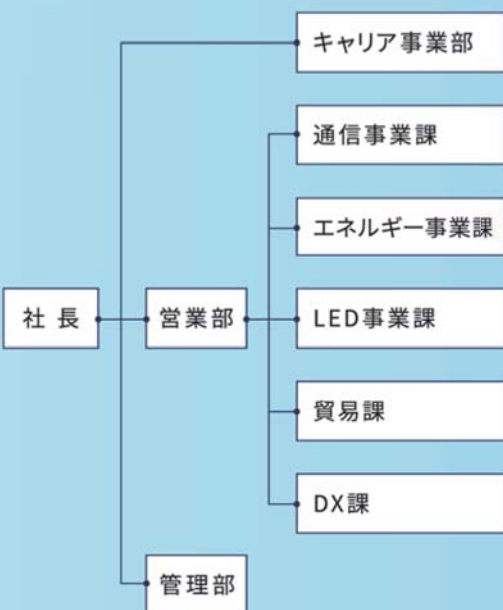 キャリア事業部
通信事業課
エネルギー事業課
社長
営業部
LED事業課
貿易課
DX課
管理部